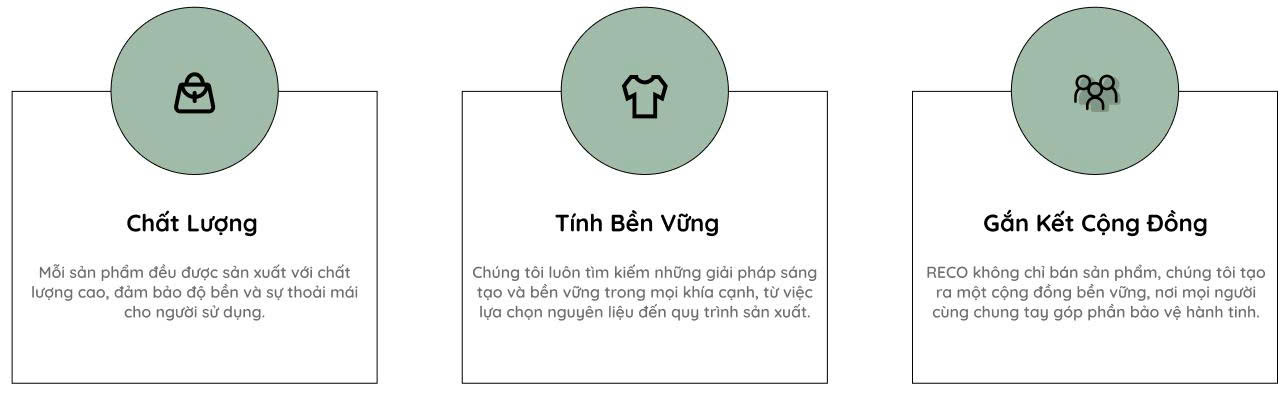 Chất Lượng
Mỗi sản phẩm đều được sản xuất với chất
lượng cao, đảm bảo độ bền và sự thoải mái
cho người sử dụng.
Tính Bền Vững
Chúng tôi luôn tìm kiếm những giải pháp sáng
tạo và bền vững trong mọi khía cạnh, từ việc
lựa chọn nguyên liệu đến quy trình sản xuất.
Gắn Kết Cộng Đồng
RECO không chỉ bán sản phẩm, chúng tôi tạo
ra một cộng đồng bền vững, nơi mọi người
cùng chung tay góp phần bảo vệ hành tinh.